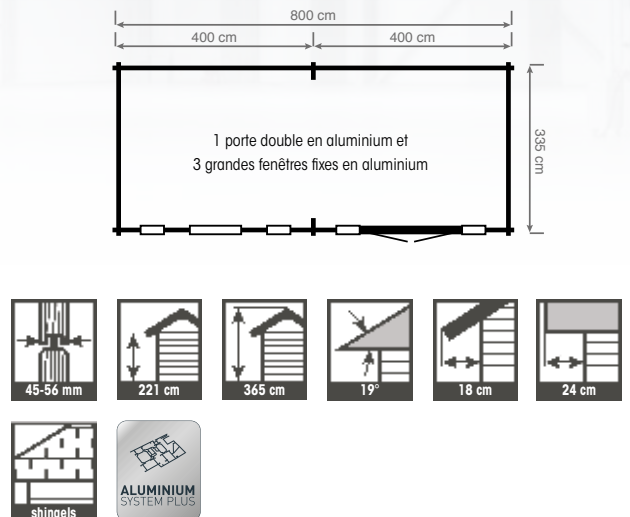 800 cm
400 cm 400 cm
1 porte double en aluminium et
3 grandes fenêtres fixes en aluminium
335 cm
45-56 mm 221 cm 365 cm 19° 18 cm 24 cm
shingels
ALUMINIUM
SYSTEM PLUS